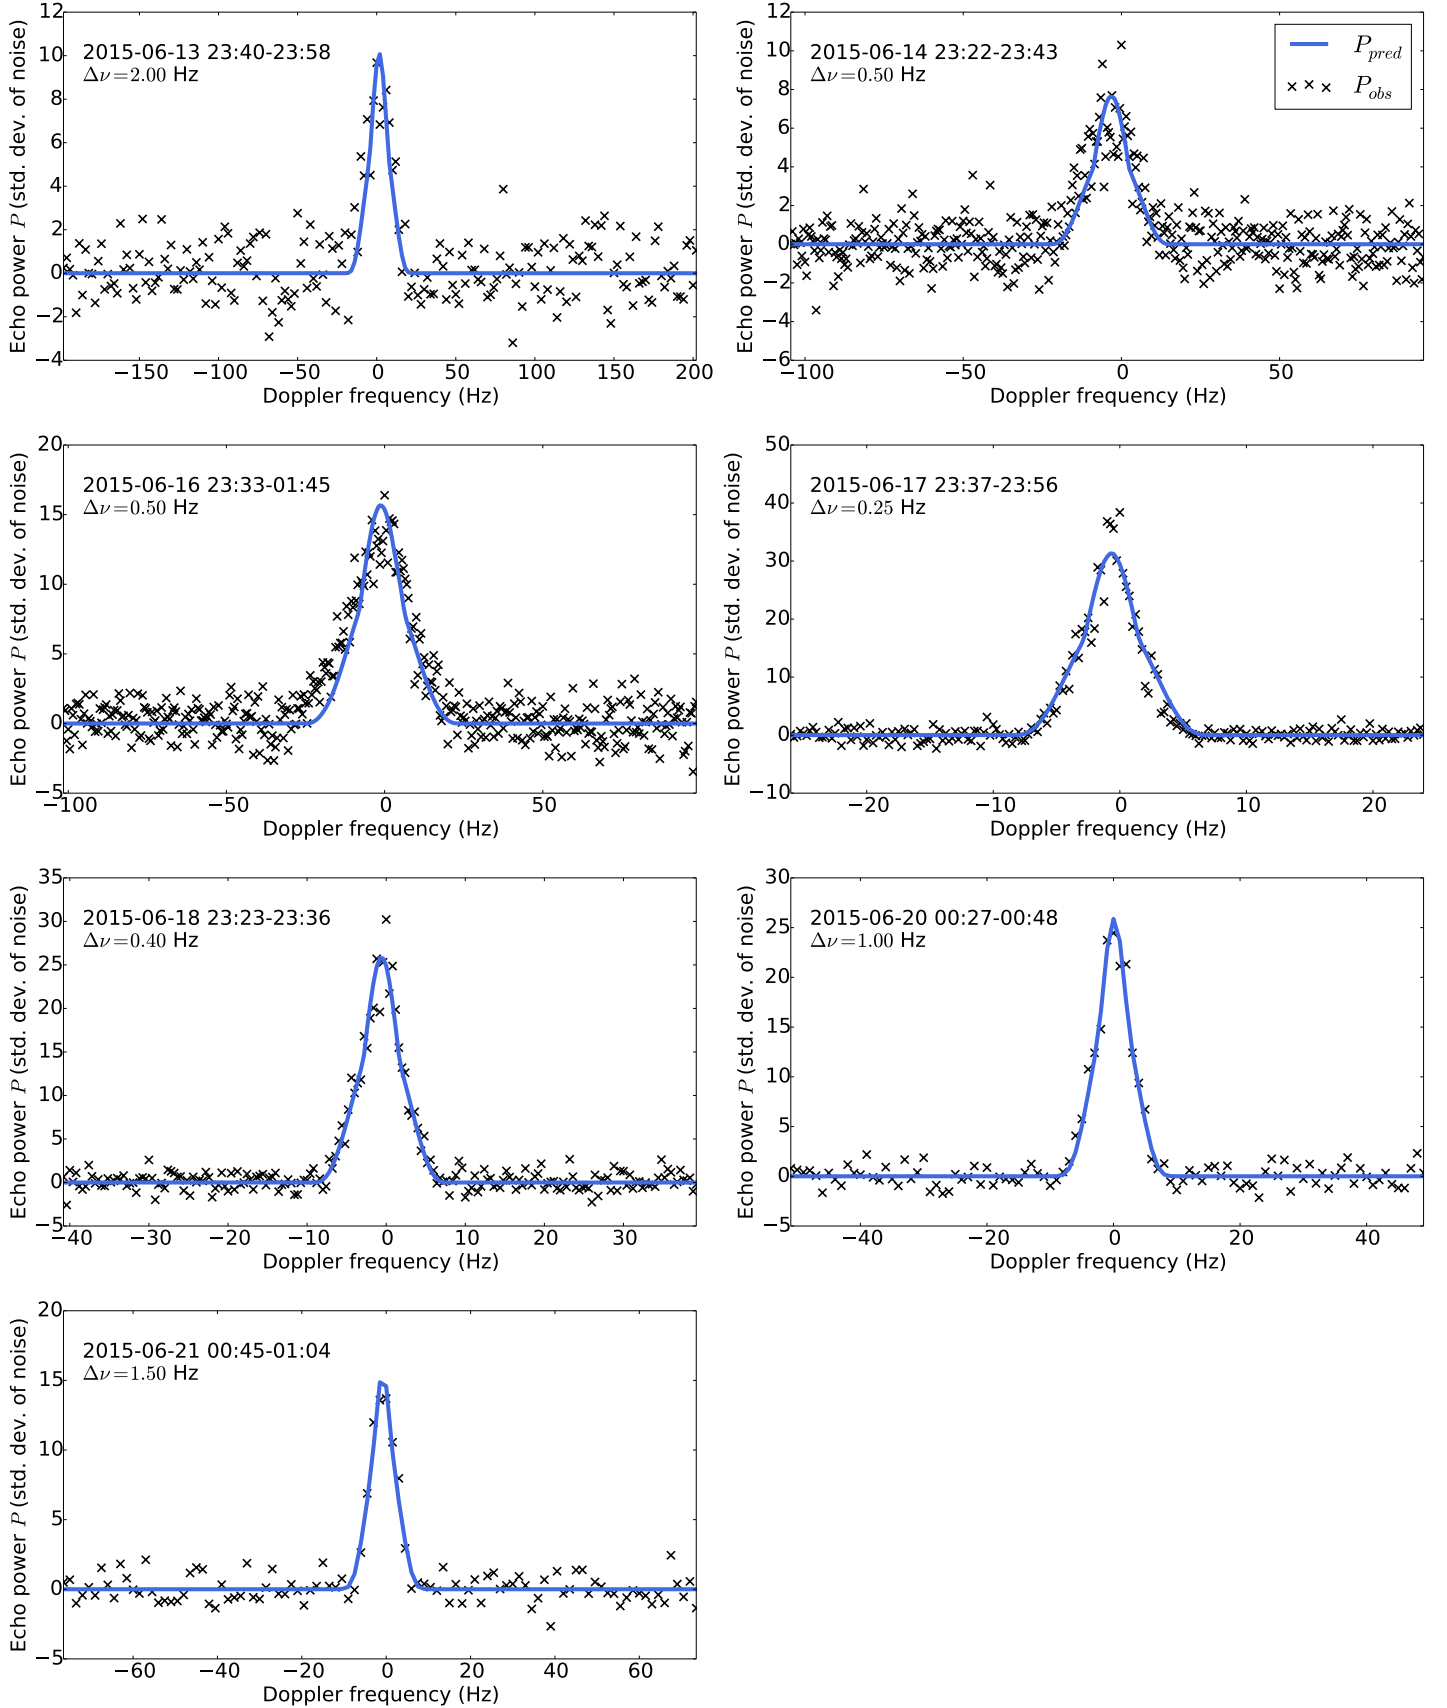 12
10
8
6
4
2
0
−2
−4
Echo power P (std. dev. of noise)
2015-06-13 23:40-23:58
Δν=2.00 Hz
−150 −100 −50 0 50 100 150 200
Doppler frequency (Hz)
12
10
8
6
4
2
0
−2
−4
−6
Echo power P (std. dev. of noise)
2015-06-14 23:22-23:43
Δν=0.50 Hz
P_pred
P_obs
−100 −50 0 50
Doppler frequency (Hz)
20
15
10
5
0
−5
Echo power P (std. dev. of noise)
2015-06-16 23:33-01:45
Δν=0.50 Hz
−100 −50 0 50
Doppler frequency (Hz)
50
40
30
20
10
0
−10
Echo power P (std. dev. of noise)
2015-06-17 23:37-23:56
Δν=0.25 Hz
−20 −10 0 10 20
Doppler frequency (Hz)
35
30
25
20
15
10
5
0
−5
Echo power P (std. dev. of noise)
2015-06-18 23:23-23:36
Δν=0.40 Hz
−40 −30 −20 −10 0 10 20 30
Doppler frequency (Hz)
30
25
20
15
10
5
0
−5
Echo power P (std. dev. of noise)
2015-06-20 00:27-00:48
Δν=1.00 Hz
−40 −20 0 20 40
Doppler frequency (Hz)
20
15
10
5
0
−5
Echo power P (std. dev. of noise)
2015-06-21 00:45-01:04
Δν=1.50 Hz
−60 −40 −20 0 20 40 60
Doppler frequency (Hz)